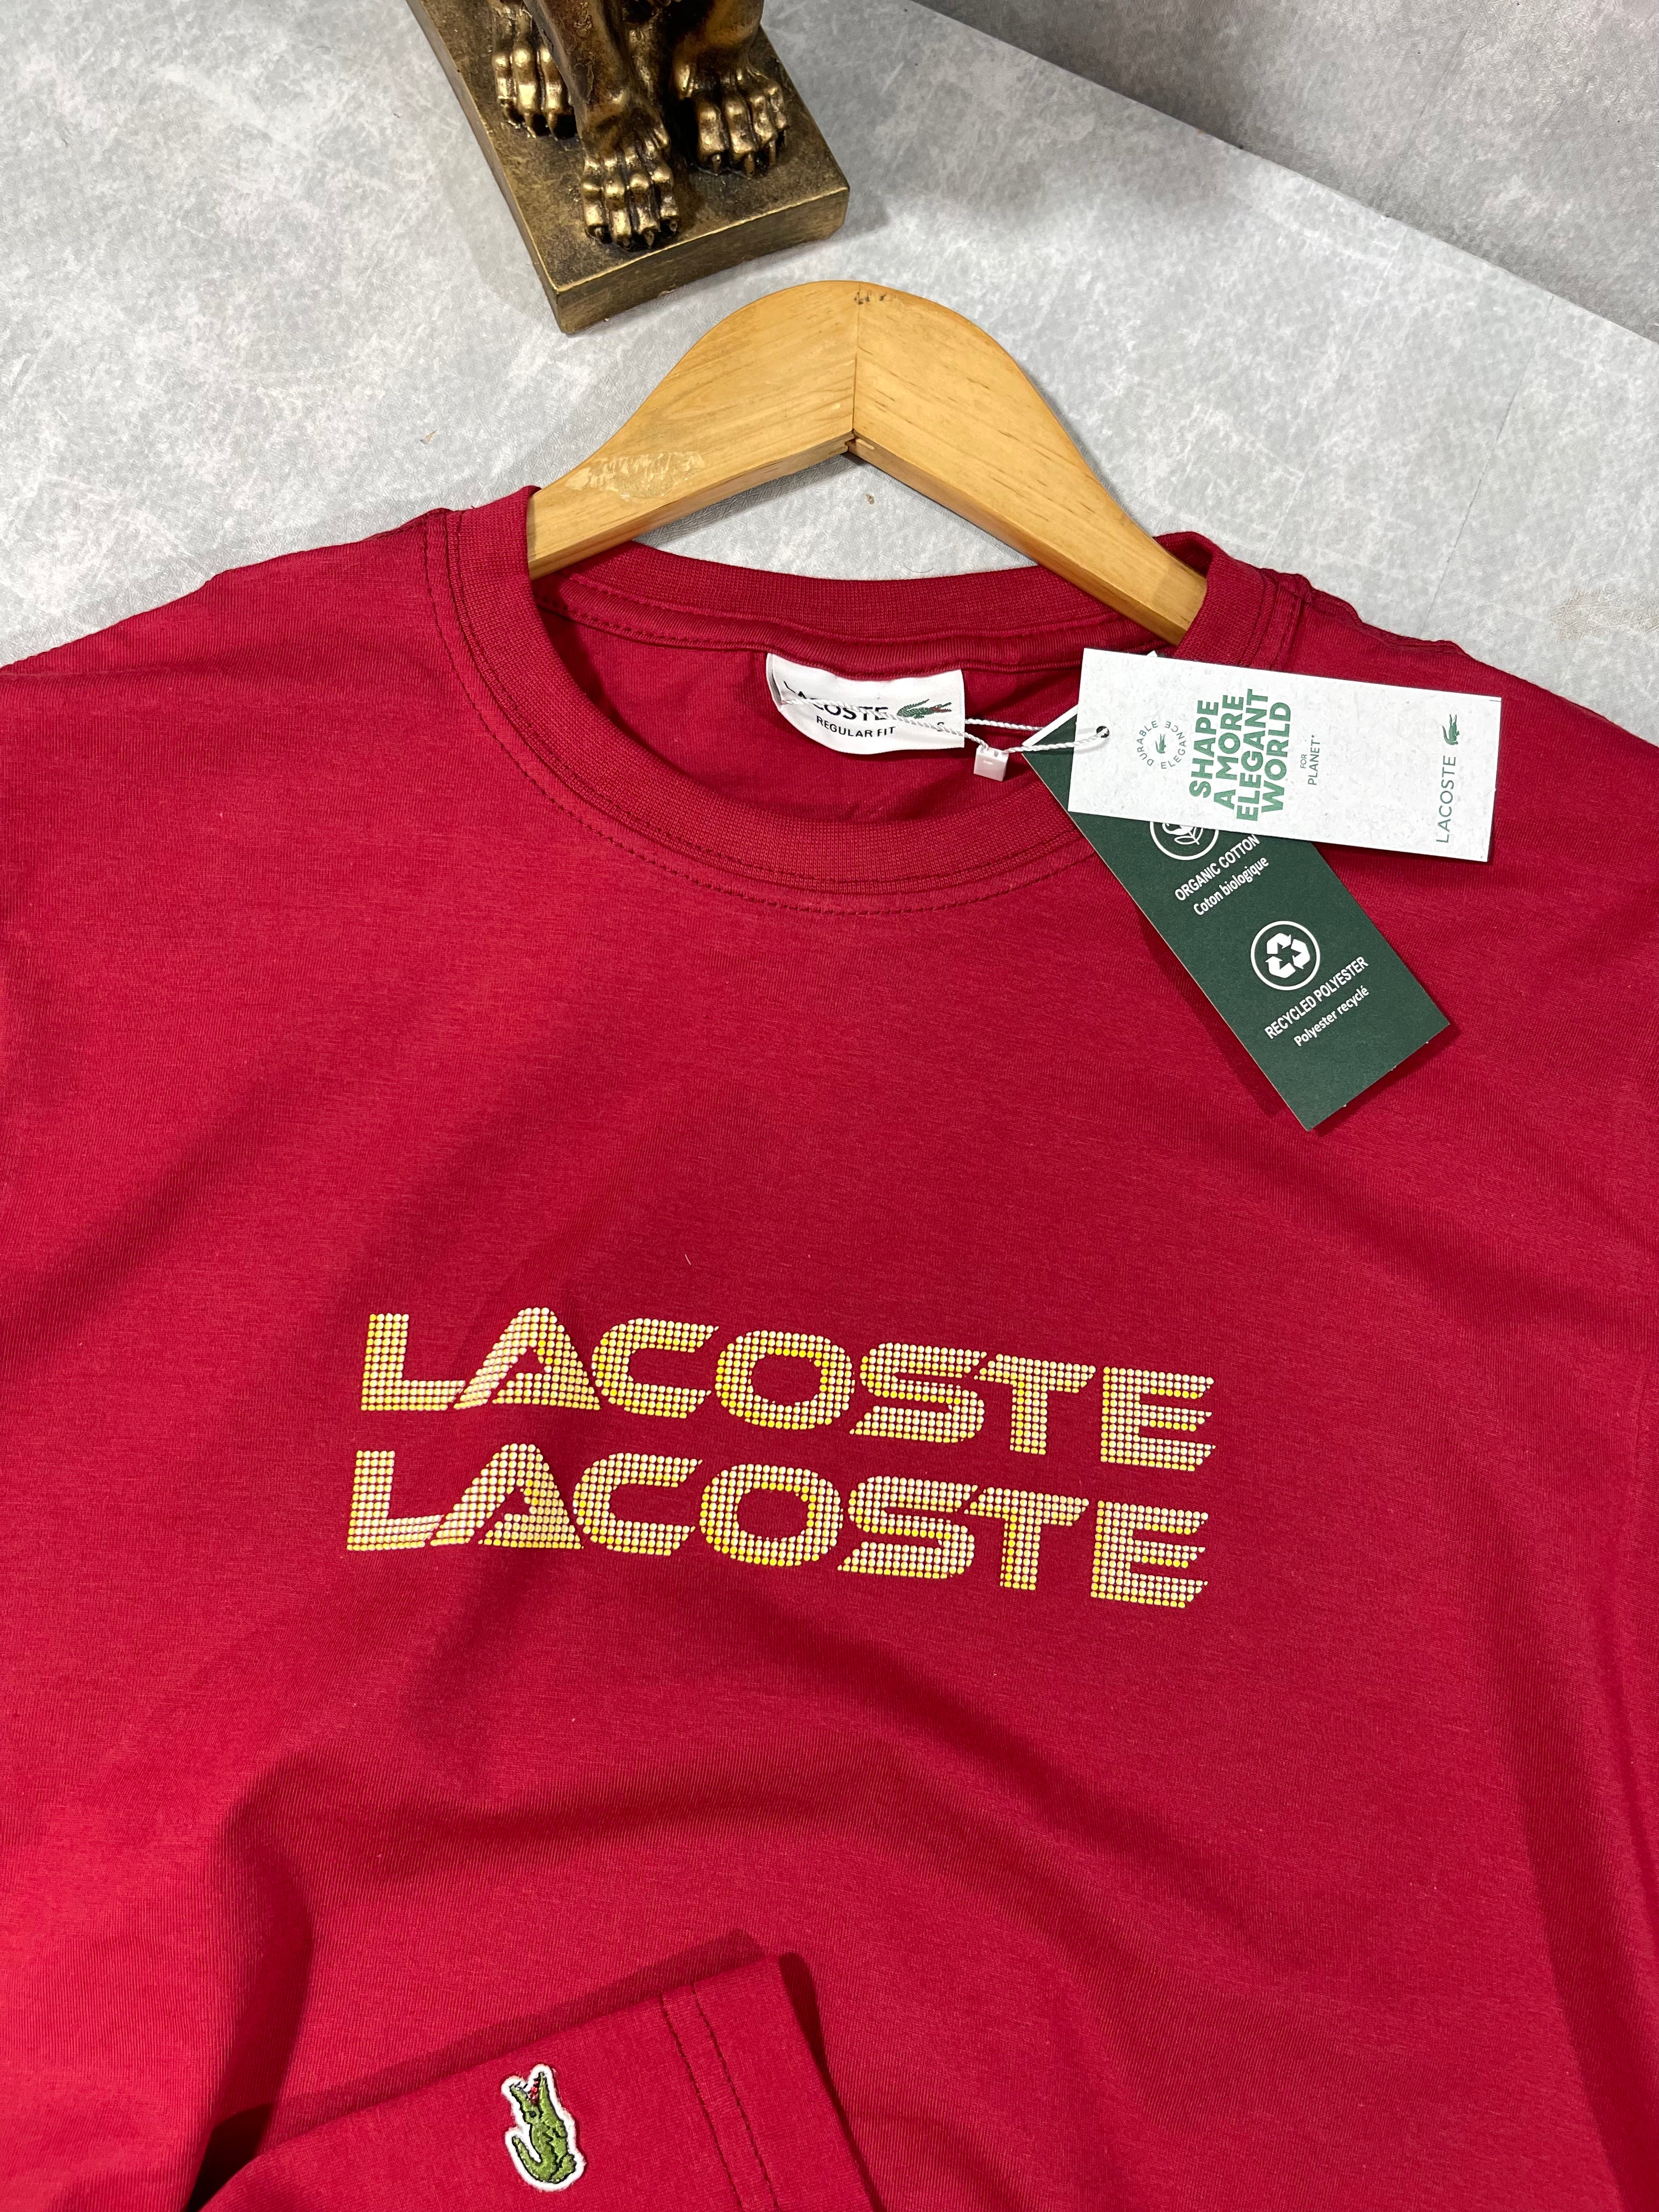 LACOSTE
REGULAR FIT
DURABLE ELEGANCE
SHAPE
A MORE
ELEGANT
WORLD
FOR
PLANET*
LACOSTE
ORGANIC COTTON
Coton biologique
RECYCLED POLYESTER
Polyester recyclé
LACOSTE
LACOSTE